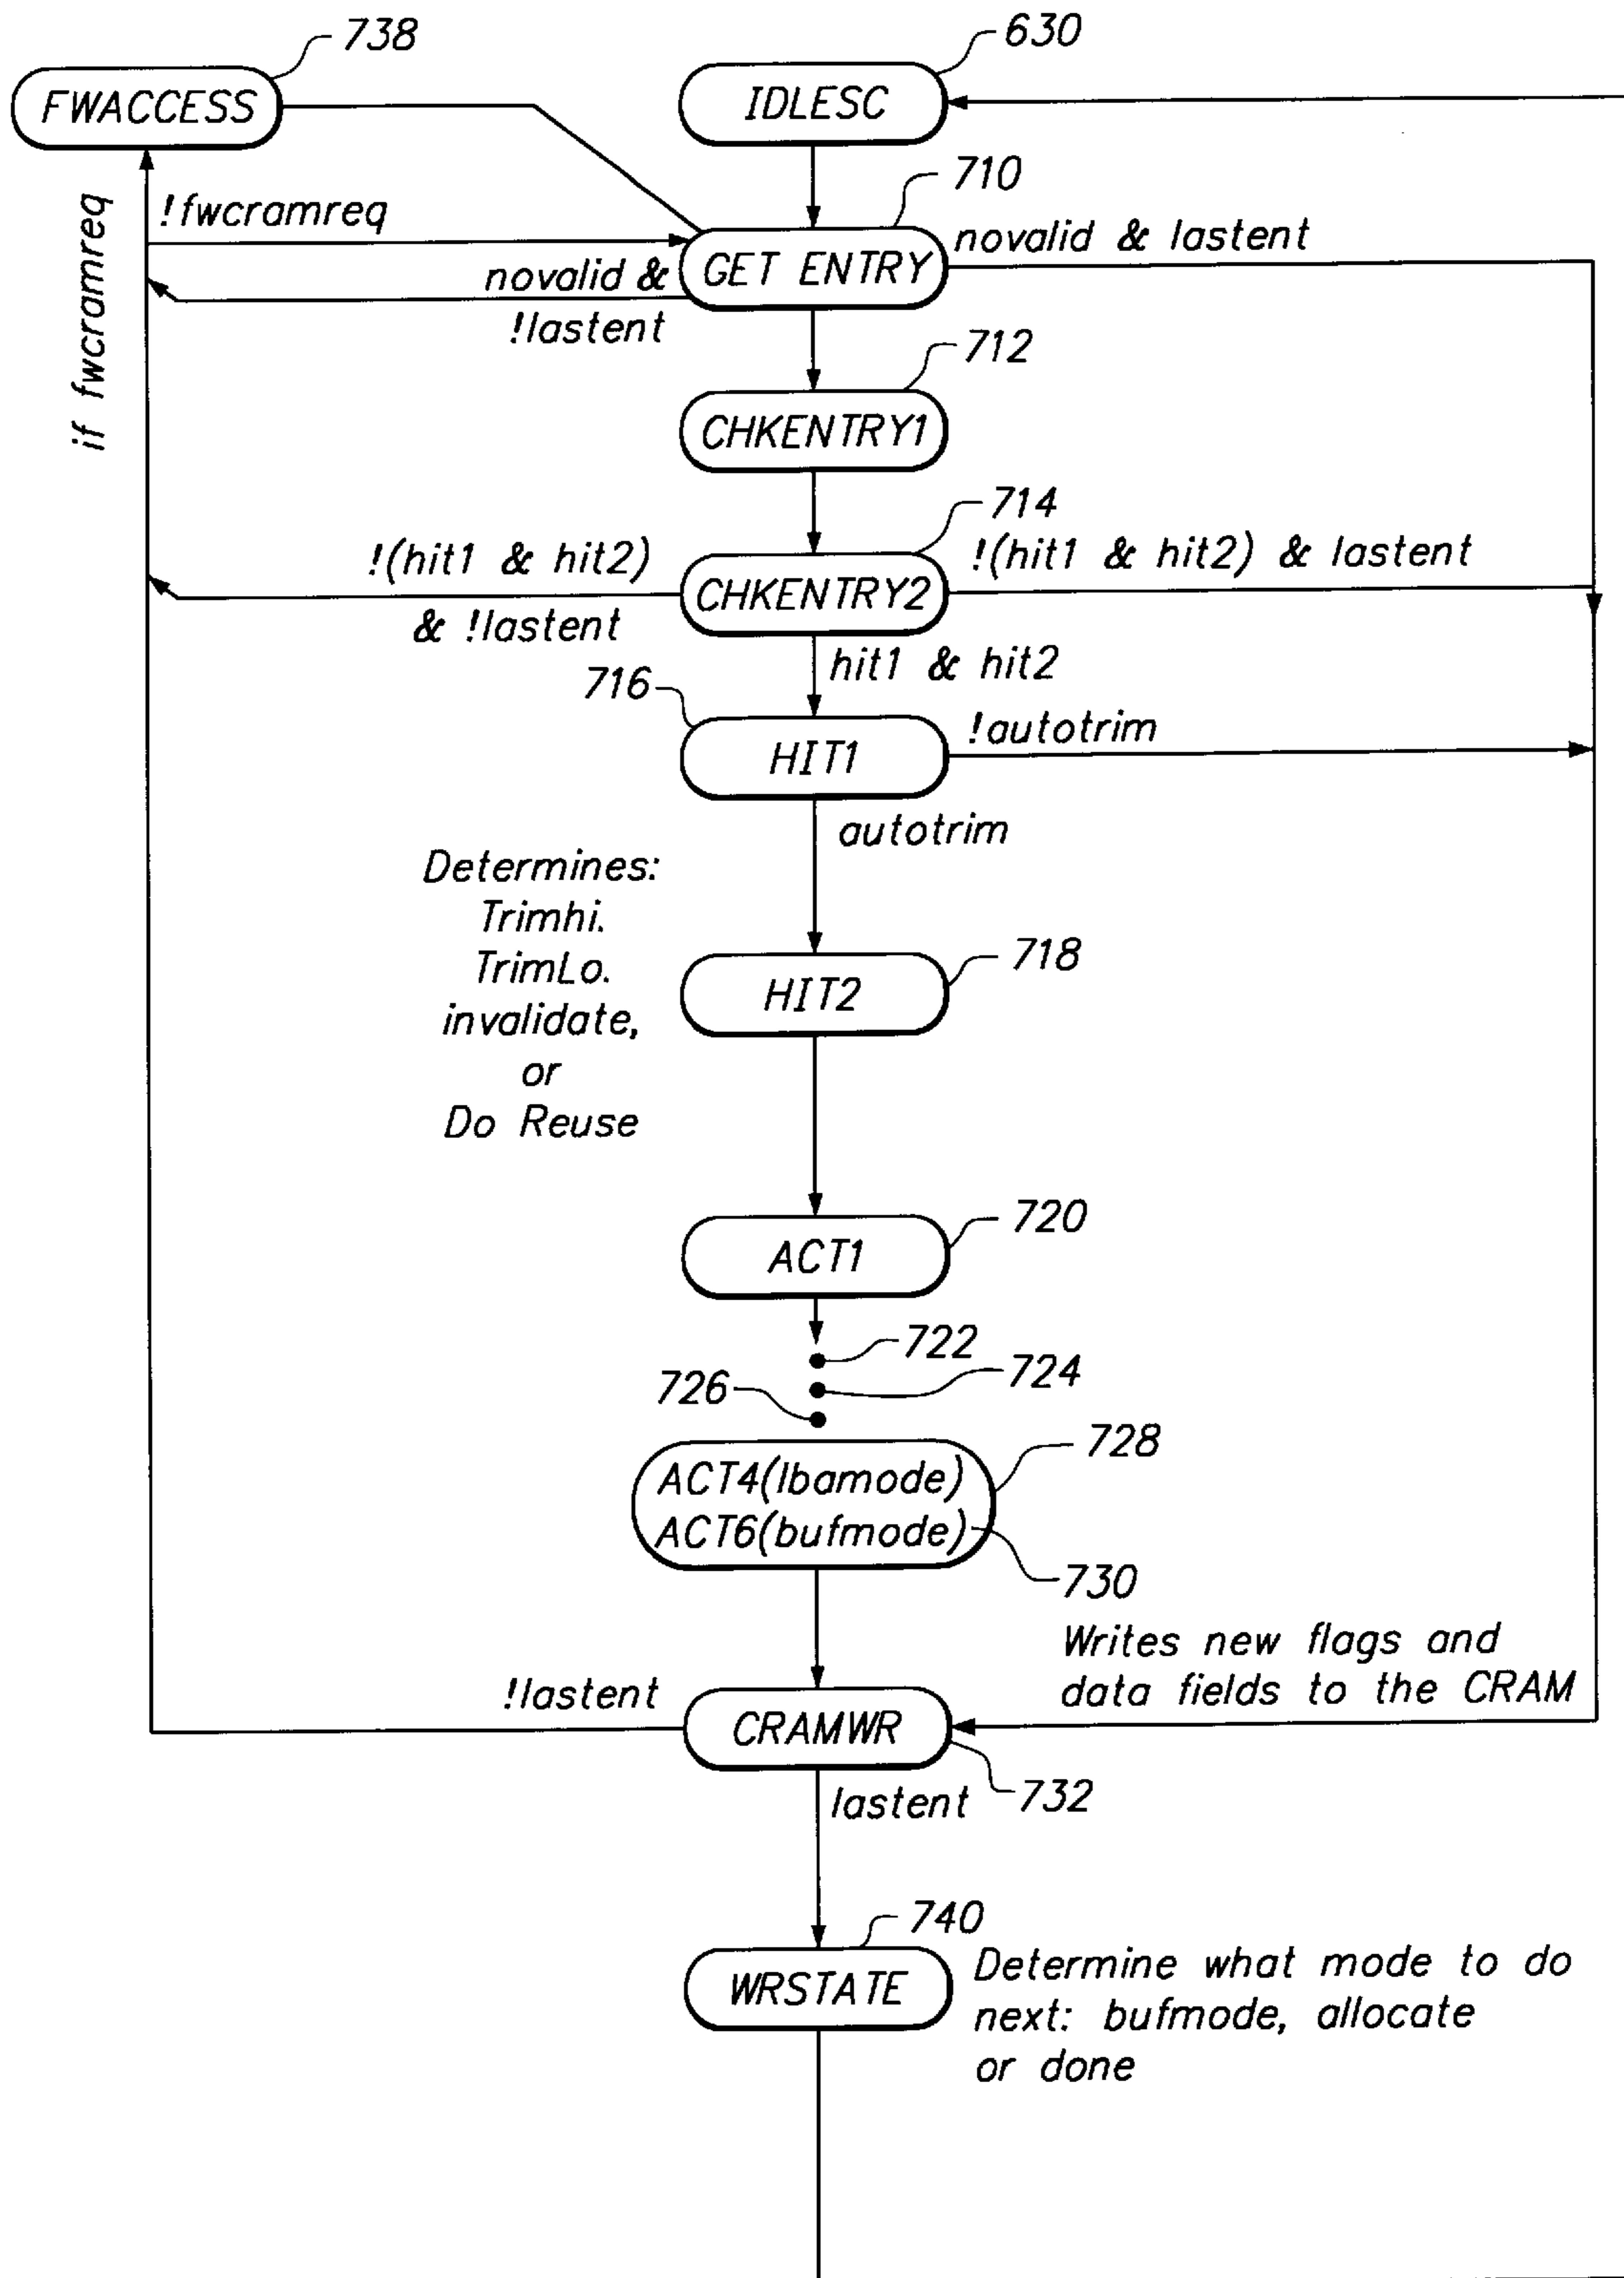 738
630
FWACCESS
IDLESC
710
if fwcramreq
!fwcramreq
novalid & lastent
GET ENTRY
novalid &
!lastent
712
CHKENTRY1
714
!(hit1 & hit2)
& !lastent
!(hit1 & hit2) & lastent
CHKENTRY2
hit1 & hit2
716
!autotrim
HIT1
autotrim
Determines:
Trimhi.
TrimLo.
invalidate,
or
Do Reuse
718
HIT2
720
ACT1
722
724
726
728
ACT4(lbamode)
ACT6(bufmode)
730
Writes new flags and
data fields to the CRAM
!lastent
CRAMWR
732
lastent
740
WRSTATE
Determine what mode to do
next: bufmode, allocate
or done